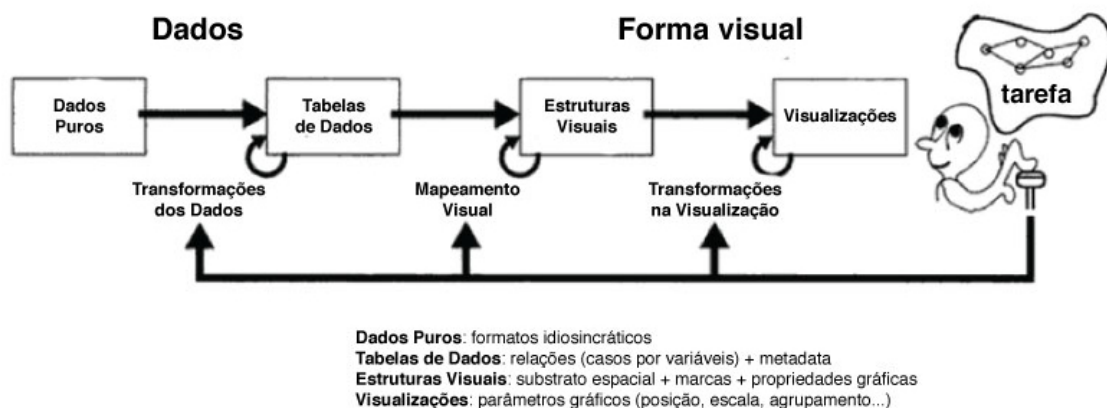 Dados
Forma visual
Dados
Puros
Tabelas
de Dados
Estruturas
Visuais
Visualizações
tarefa
Transformações
dos Dados
Mapeamento
Visual
Transformações
na Visualização
Dados Puros: formatos idiosincráticos
Tabelas de Dados: relações (casos por variáveis) + metadata
Estruturas Visuais: substrato espacial + marcas + propriedades gráficas
Visualizações: parâmetros gráficos (posição, escala, agrupamento...)